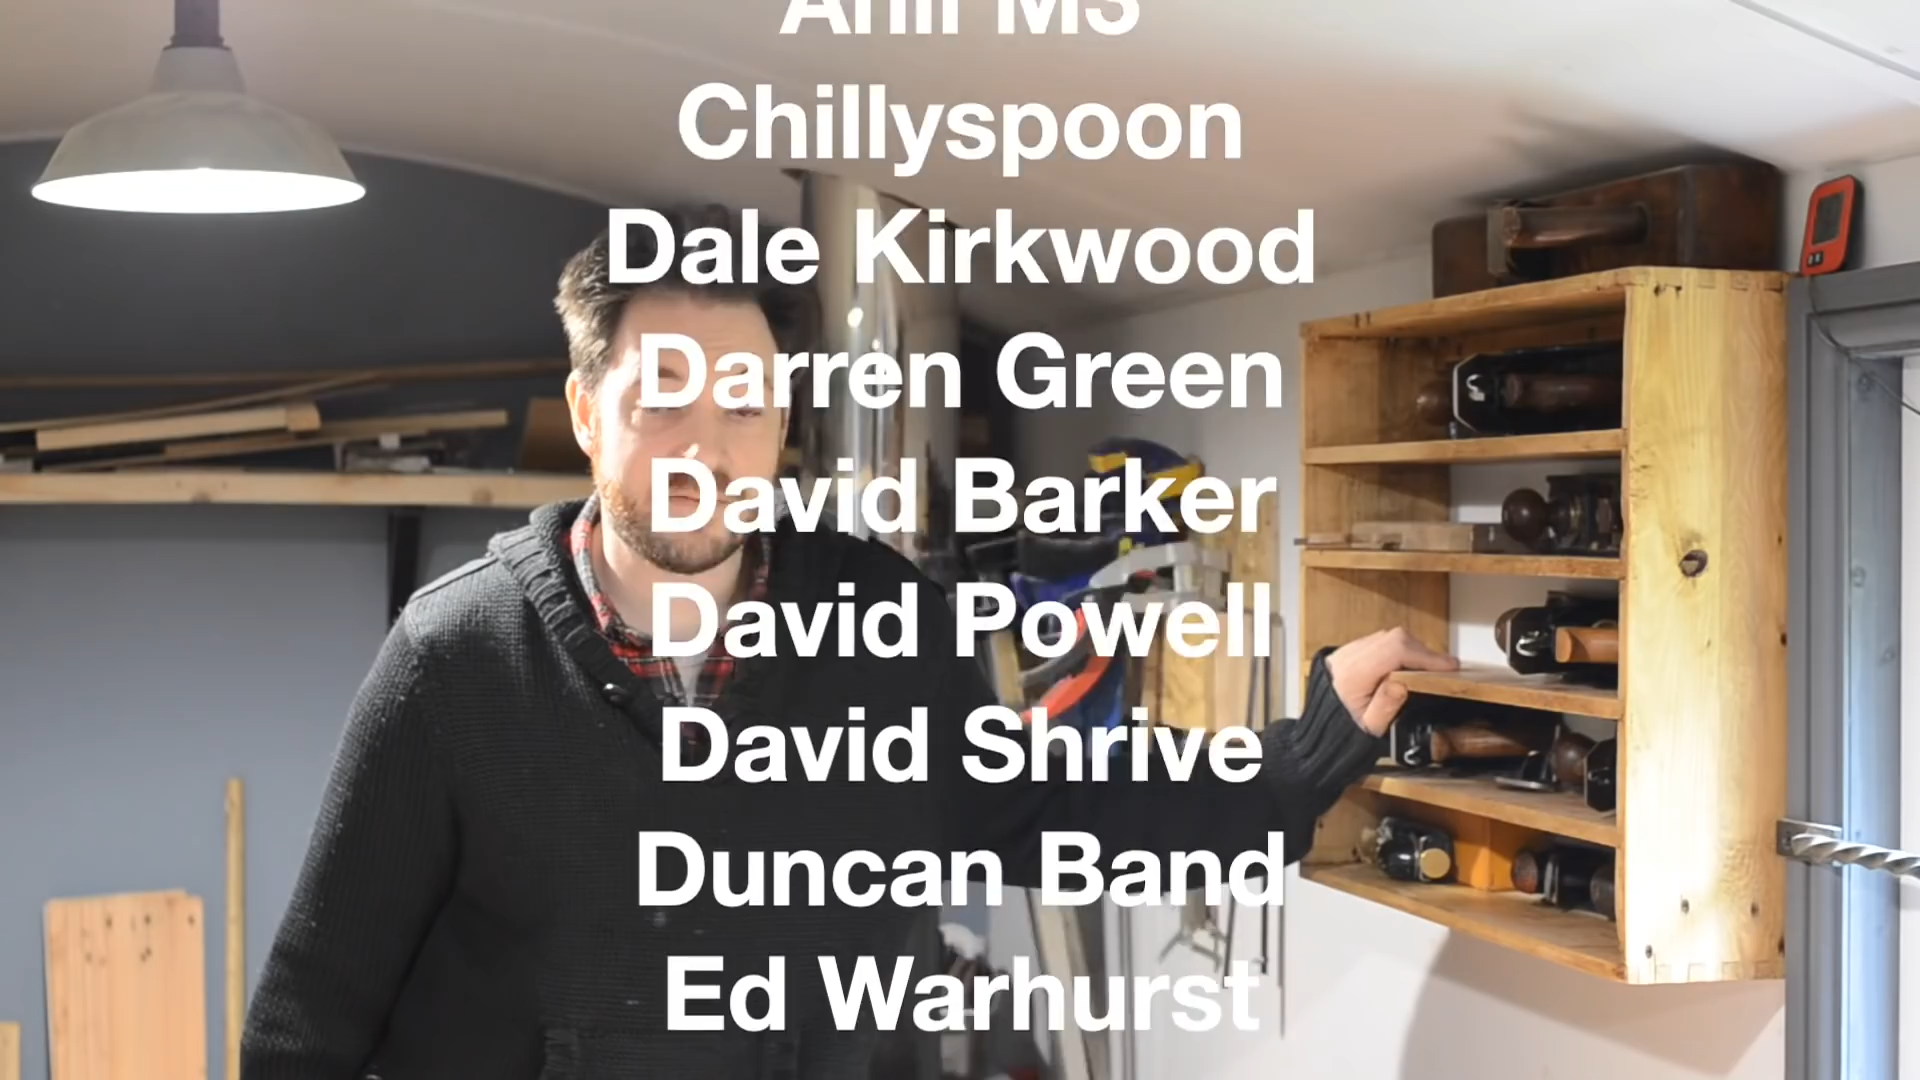 Chillyspoon
Dale Kirkwood
Darren Green
David Barker
David Powell
David Shrive
Duncan Band
Ed Warhurst